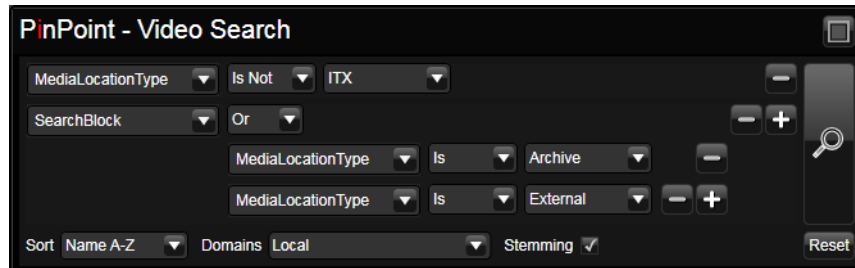 PinPoint - Video Search
MediaLocationType Is Not ITX
SearchBlock Or
MediaLocationType Is Archive
MediaLocationType Is External
Sort Name A-Z Domains Local Stemming Reset